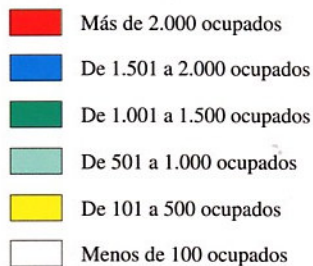 Más de 2.000 ocupados
De 1.501 a 2.000 ocupados
De 1.001 a 1.500 ocupados
De 501 a 1.000 ocupados
De 101 a 500 ocupados
Menos de 100 ocupados